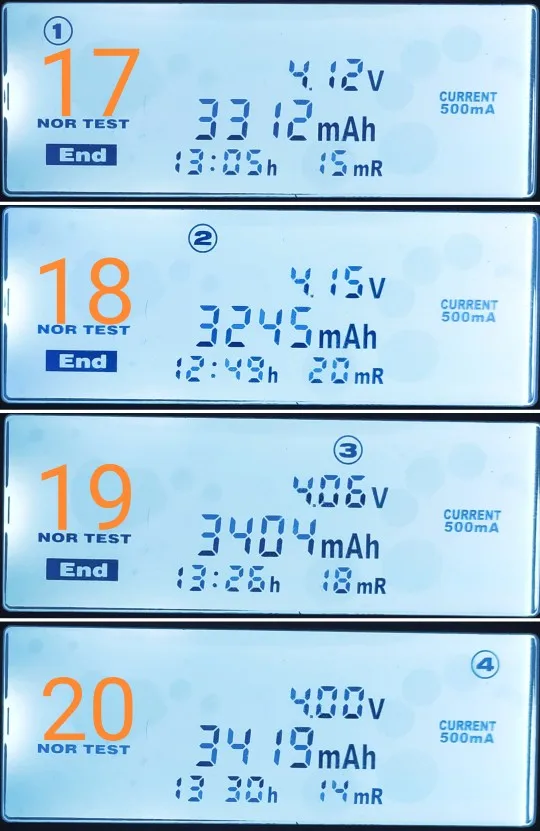 ①
17
4.12V
CURRENT
500mA
3312mAh
NOR TEST
End
13:05h 15mR
②
18
4.15V
CURRENT
500mA
3245mAh
NOR TEST
End
12:49h 20mR
③
19
4.06V
CURRENT
500mA
3404mAh
NOR TEST
End
13:26h 18mR
④
20
4.00V
CURRENT
500mA
3419mAh
NOR TEST
13 30h 14mR